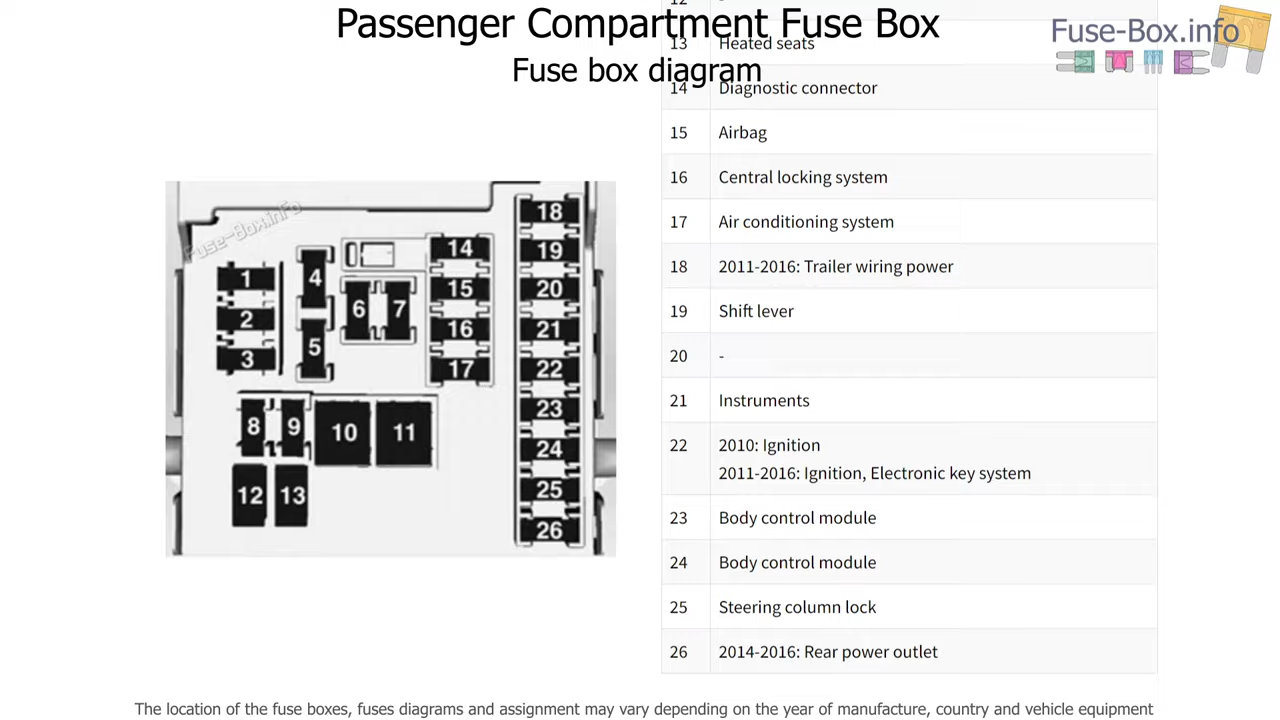 Passenger Compartment Fuse Box
Fuse box diagram
Fuse-Box.info
12 -
13 Heated seats
14 Diagnostic connector
15 Airbag
16 Central locking system
17 Air conditioning system
18 2011-2016: Trailer wiring power
19 Shift lever
20 -
21 Instruments
22 2010: Ignition
2011-2016: Ignition, Electronic key system
23 Body control module
24 Body control module
25 Steering column lock
26 2014-2016: Rear power outlet
Fuse-Box.info
1
2
3
4
5
6 7
8 9 10 11
12 13
14
15
16
17
18
19
20
21
22
23
24
25
26
The location of the fuse boxes, fuses diagrams and assignment may vary depending on the year of manufacture, country and vehicle equipment